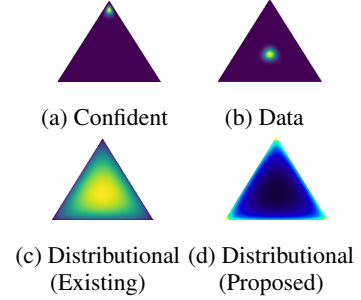 (a) Confident (b) Data
(c) Distributional (d) Distributional
(Existing) (Proposed)